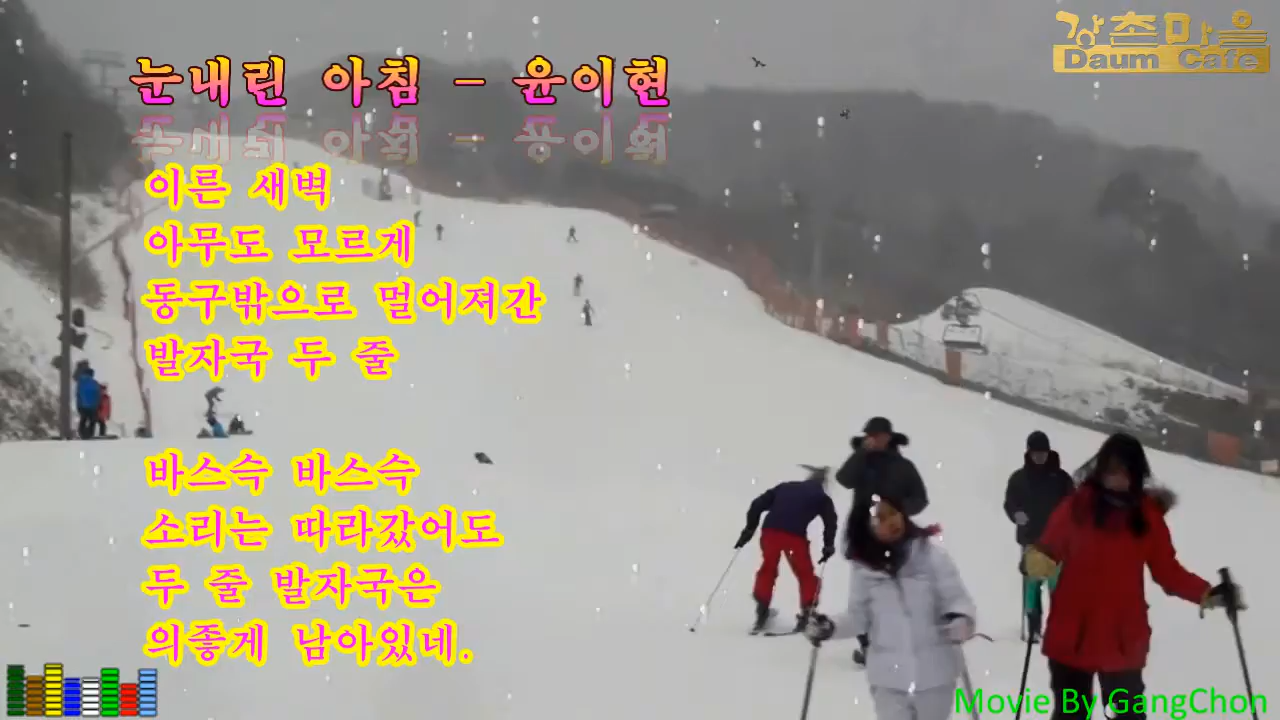 강촌마을
Daum Cafe
눈내린 아침 - 윤이현
이른 새벽
아무도 모르게
동구밖으로 멀어져간
발자국 두 줄
바스슥 바스슥
소리는 따라갔어도
두 줄 발자국은
의좋게 남아있네.
Movie By GangChon